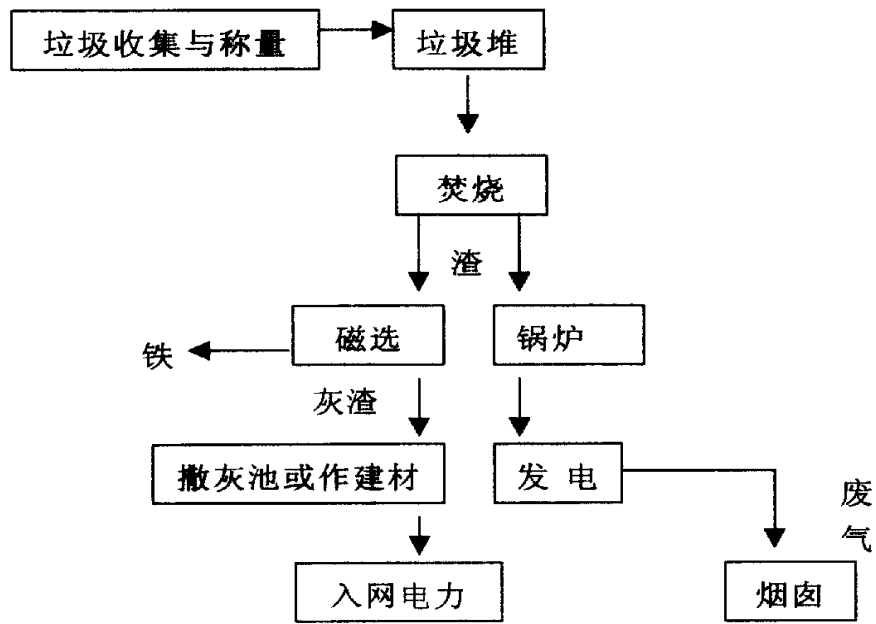 垃圾收集与称量
垃圾堆
焚烧
渣
磁选
锅炉
铁
灰渣
撒灰池或作建材
发 电
废
气
入网电力
烟囱